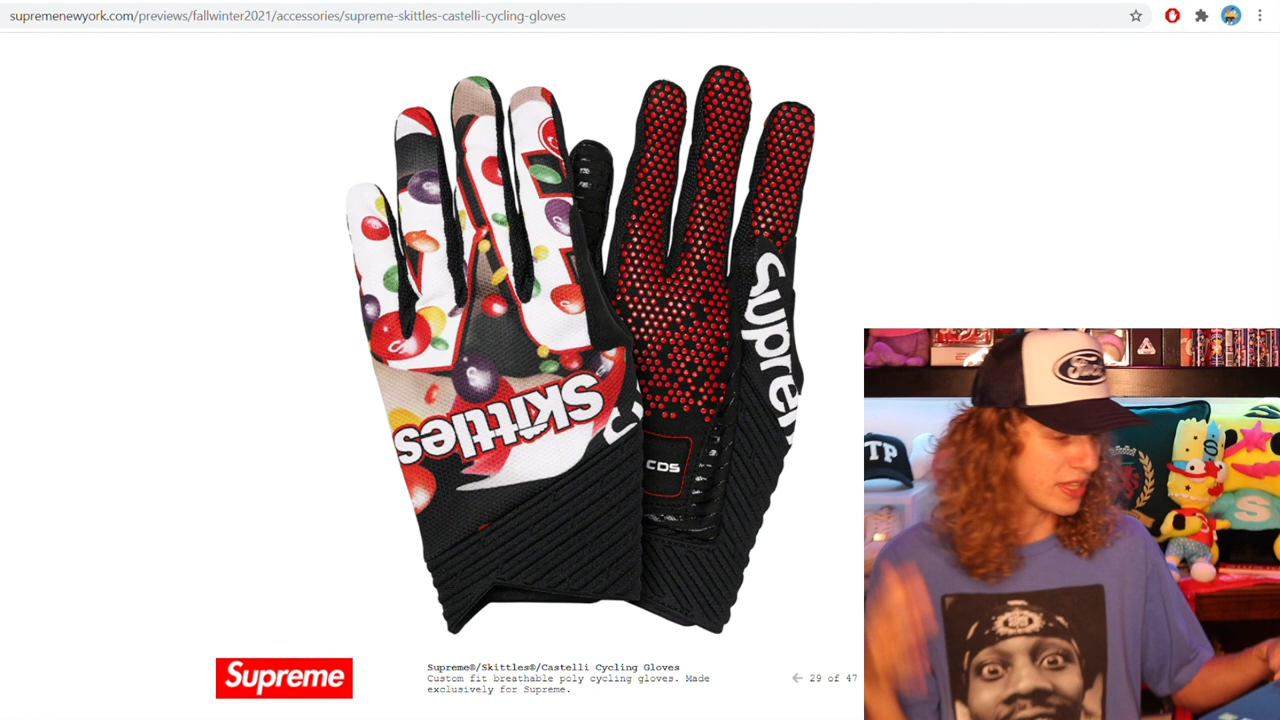 supremenewyork.com/previews/fallwinter2021/accessories/supreme-skittles-castelli-cycling-gloves
Supreme
Skittles
CDS
TP
S
Supreme
Supreme®/Skittles®/Castelli Cycling Gloves
Custom fit breathable poly cycling gloves. Made
exclusively for Supreme.
29 of 47